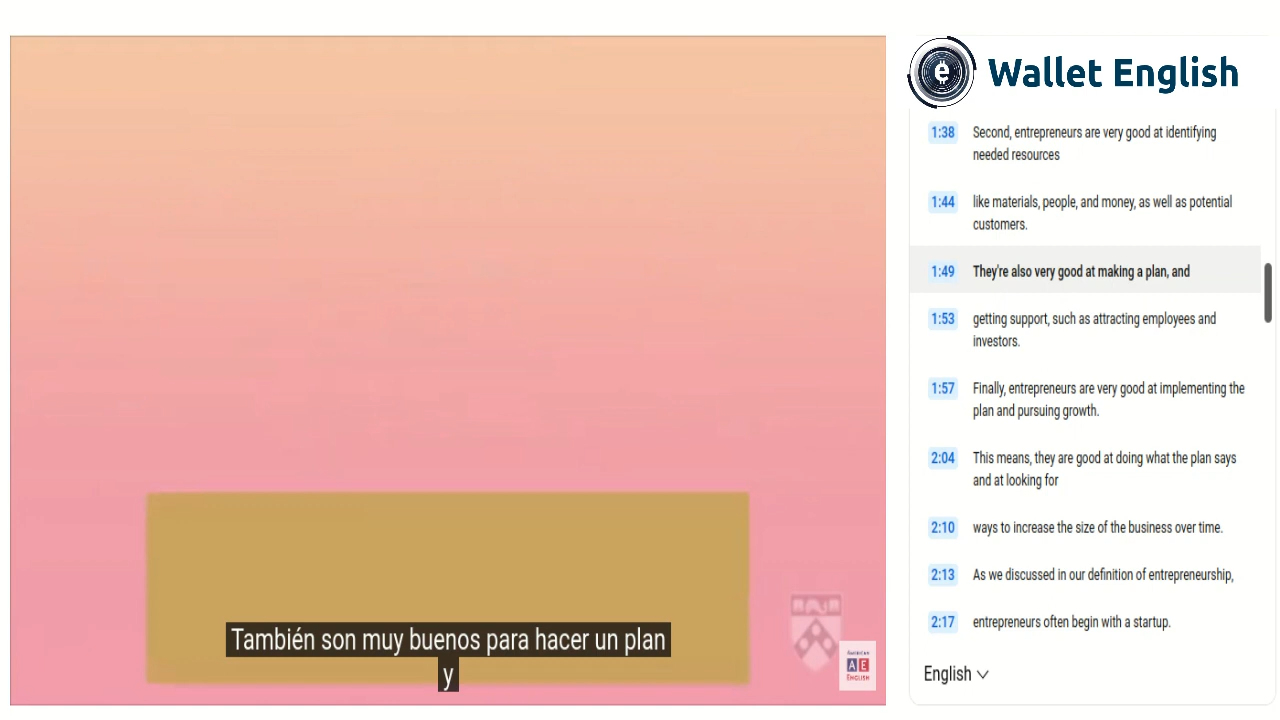 Wallet English
1:38 Second, entrepreneurs are very good at identifying
needed resources
1:44 like materials, people, and money, as well as potential
customers.
1:49 They're also very good at making a plan, and
1:53 getting support, such as attracting employees and
investors.
1:57 Finally, entrepreneurs are very good at implementing the
plan and pursuing growth.
2:04 This means, they are good at doing what the plan says
and at looking for
2:10 ways to increase the size of the business over time.
2:13 As we discussed in our definition of entrepreneurship,
2:17 entrepreneurs often begin with a startup.
English
También son muy buenos para hacer un plan
y
American
AE
English